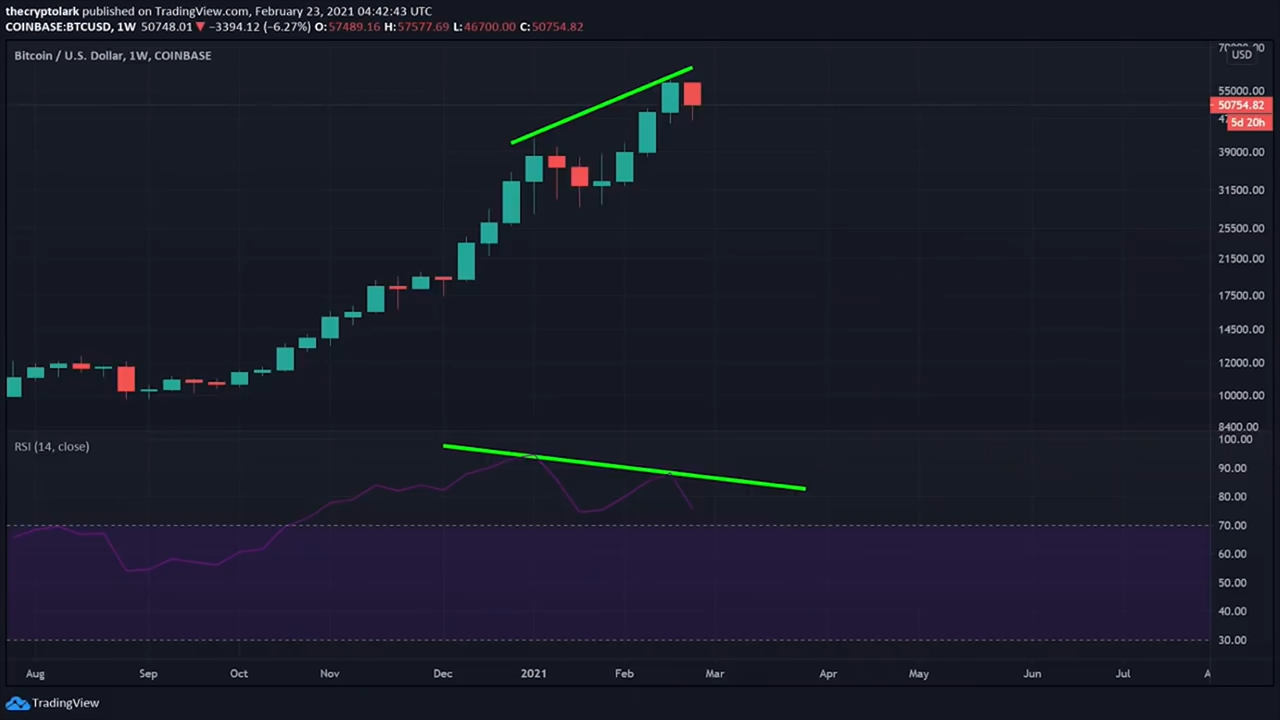 thecryptolark published on TradingView.com, February 23, 2021 04:42:43 UTC
COINBASE:BTCUSD, 1W 50748.01 ▼ −3394.12 (−6.27%) O:57489.16 H:57577.69 L:46700.00 C:50754.82
Bitcoin / U.S. Dollar, 1W, COINBASE
USD
55000.00
50754.82
5d 20h
39000.00
31500.00
25500.00
21500.00
17500.00
14500.00
12000.00
10000.00
8400.00
RSI (14, close)
100.00
90.00
80.00
70.00
60.00
50.00
40.00
30.00
Aug Sep Oct Nov Dec 2021 Feb Mar Apr May Jun Jul A
TradingView